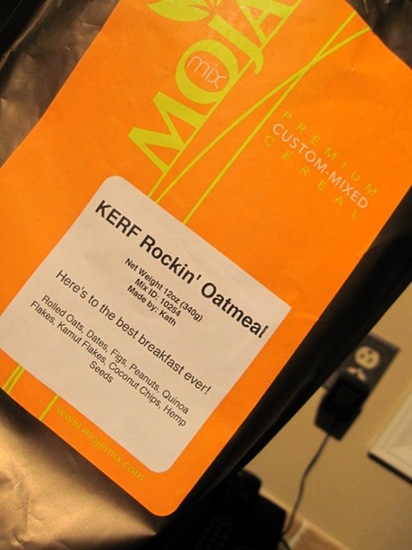 MOJA
mix
PREMIUM
CUSTOM-MIXED
CEREAL
KERF Rockin' Oatmeal
Net Weight 12oz (340g)
Mix ID: 10254
Made by: Kath
Here's to the best breakfast ever!
Rolled Oats, Dates, Figs, Peanuts, Quinoa
Flakes, Kamut Flakes, Coconut Chips, Hemp
Seeds
www.mojamix.com